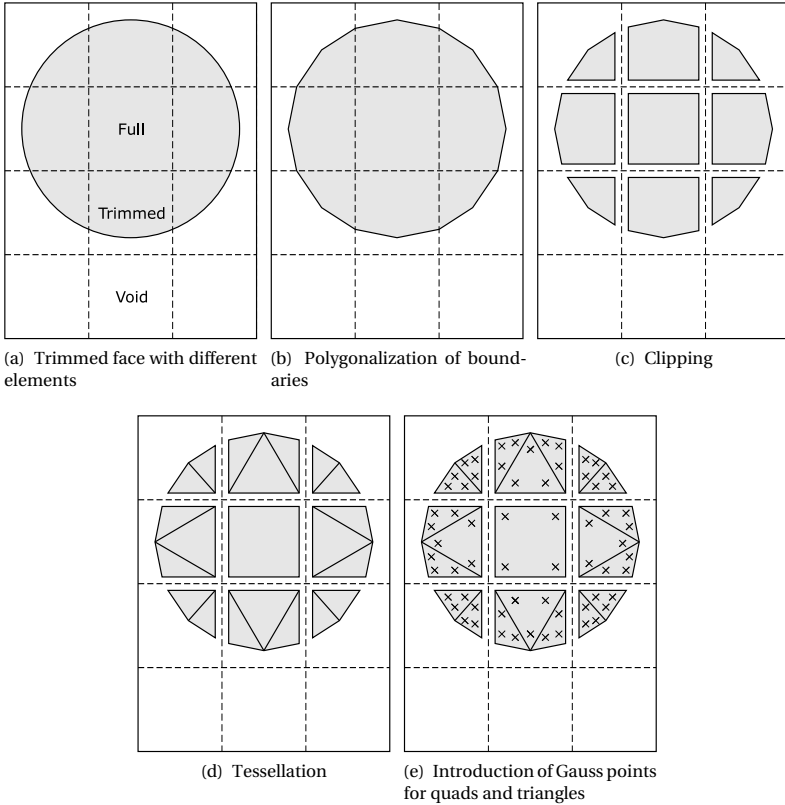 Full
Trimmed
Void
(a) Trimmed face with different
elements
(b) Polygonalization of bound-
aries
(c) Clipping
(d) Tessellation
(e) Introduction of Gauss points
for quads and triangles